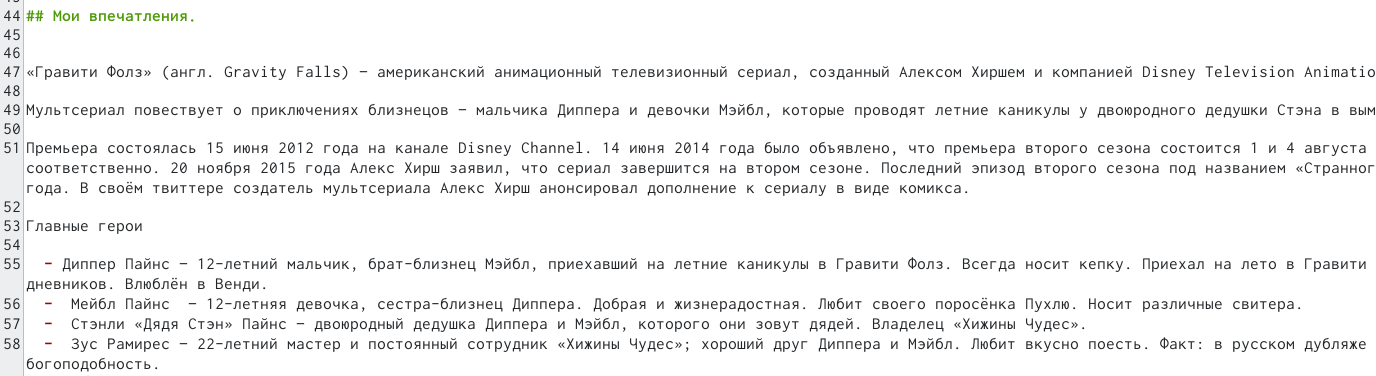 44 ## Мои впечатления.
45
46
47 «Гравити Фолз» (англ. Gravity Falls) – американский анимационный телевизионный сериал, созданный Алексом Хиршем и компанией Disney Television Animatio
48
49 Мультсериал повествует о приключениях близнецов – мальчика Диппера и девочки Мэйбл, которые проводят летние каникулы у двоюродного дедушки Стэна в вым
50
51 Премьера состоялась 15 июня 2012 года на канале Disney Channel. 14 июня 2014 года было объявлено, что премьера второго сезона состоится 1 и 4 августа
соответственно. 20 ноября 2015 года Алекс Хирш заявил, что сериал завершится на втором сезоне. Последний эпизод второго сезона под названием «Странног
года. В своём твиттере создатель мультсериала Алекс Хирш анонсировал дополнение к сериалу в виде комикса.
52
53 Главные герои
54
55 - Диппер Пайнс – 12-летний мальчик, брат-близнец Мэйбл, приехавший на летние каникулы в Гравити Фолз. Всегда носит кепку. Приехал на лето в Гравити
дневников. Влюблён в Венди.
56 - Мейбл Пайнс – 12-летняя девочка, сестра-близнец Диппера. Добрая и жизнерадостная. Любит своего поросёнка Пухлю. Носит различные свитера.
57 - Стэнли «Дядя Стэн» Пайнс – двоюродный дедушка Диппера и Мэйбл, которого они зовут дядей. Владелец «Хижины Чудес».
58 - Зус Рамирес – 22-летний мастер и постоянный сотрудник «Хижины Чудес»; хороший друг Диппера и Мэйбл. Любит вкусно поесть. Факт: в русском дубляже
богоподобность.